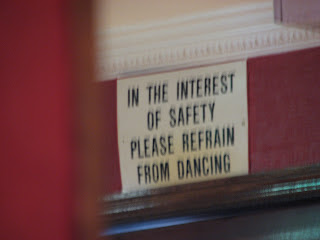 IN THE INTEREST
OF SAFETY
PLEASE REFRAIN
FROM DANCING